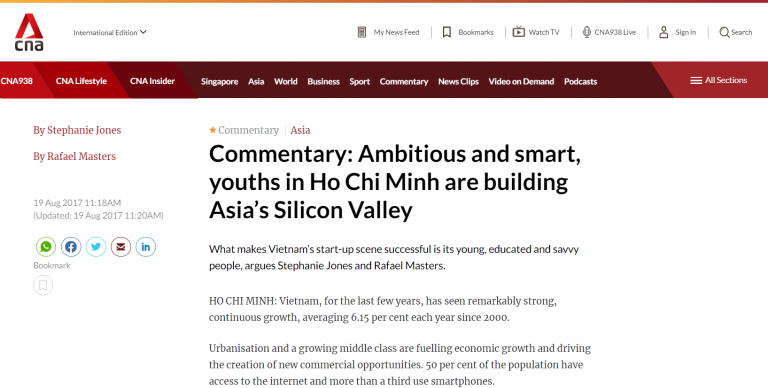 cna
International Edition
My News Feed
Bookmarks
Watch TV
CNA938 Live
Sign In
Search
CNA938
CNA Lifestyle
CNA Insider
Singapore
Asia
World
Business
Sport
Commentary
News Clips
Video on Demand
Podcasts
All Sections
By Stephanie Jones
By Rafael Masters
19 Aug 2017 11:18AM
(Updated: 19 Aug 2017 11:20AM)
Bookmark
Commentary
Asia
Commentary: Ambitious and smart,
youths in Ho Chi Minh are building
Asia’s Silicon Valley
What makes Vietnam’s start-up scene successful is its young, educated and savvy
people, argues Stephanie Jones and Rafael Masters.
HO CHI MINH: Vietnam, for the last few years, has seen remarkably strong,
continuous growth, averaging 6.15 per cent each year since 2000.
Urbanisation and a growing middle class are fuelling economic growth and driving
the creation of new commercial opportunities. 50 per cent of the population have
access to the internet and more than a third use smartphones.